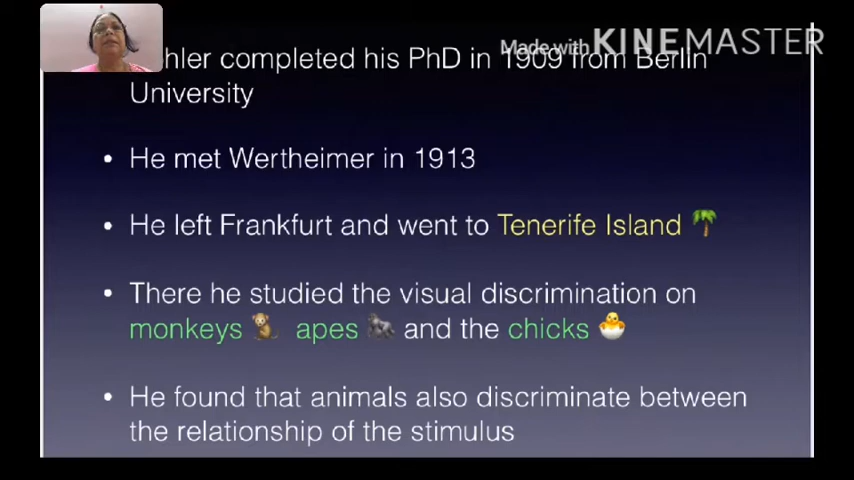 Made with KINEMASTER
hler completed his PhD in 1909 from Berlin
University
• He met Wertheimer in 1913
• He left Frankfurt and went to Tenerife Island 🌴
• There he studied the visual discrimination on
monkeys 🐒 apes 🦍 and the chicks 🐣
• He found that animals also discriminate between
the relationship of the stimulus